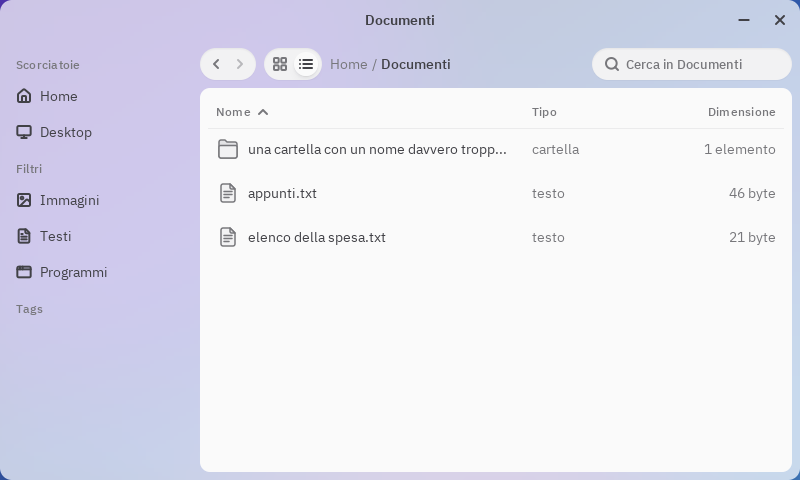 Documenti
Scorciatoie
Home
Desktop
Filtri
Immagini
Testi
Programmi
Tags
Home / Documenti
Cerca in Documenti
Nome Tipo Dimensione
una cartella con un nome davvero tropp... cartella 1 elemento
appunti.txt testo 46 byte
elenco della spesa.txt testo 21 byte